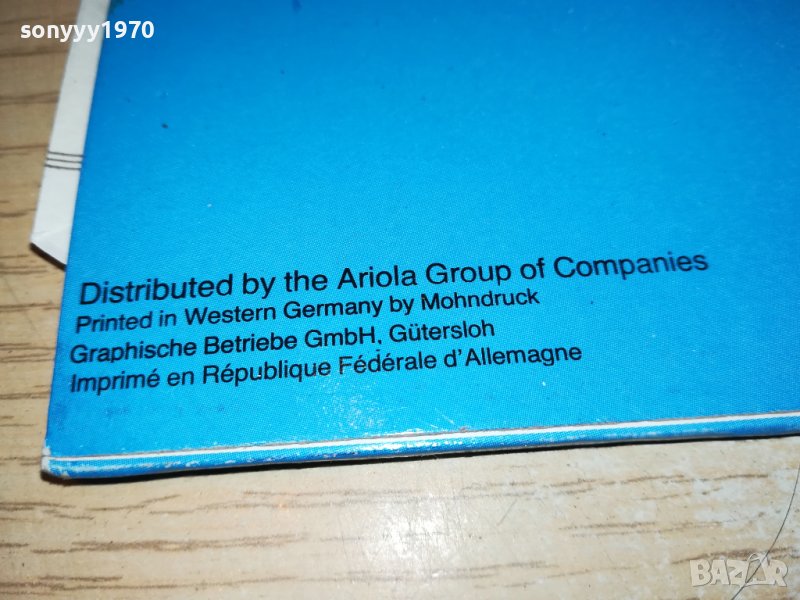 sonyyy1970
Distributed by the Ariola Group of Companies
Printed in Western Germany by Mohndruck
Graphische Betriebe GmbH, Gütersloh
Imprimé en République Fédérale d'Allemagne
BAZAR